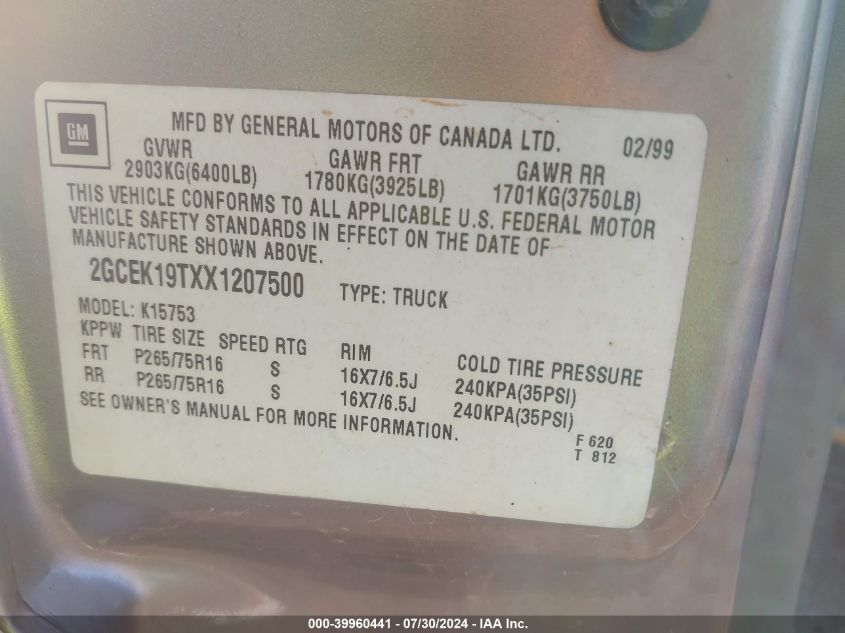 GM
MFD BY GENERAL MOTORS OF CANADA LTD. 02/99
GVWR GAWR FRT GAWR RR
2903KG(6400LB) 1780KG(3925LB) 1701KG(3750LB)
THIS VEHICLE CONFORMS TO ALL APPLICABLE U.S. FEDERAL MOTOR
VEHICLE SAFETY STANDARDS IN EFFECT ON THE DATE OF
MANUFACTURE SHOWN ABOVE.
2GCEK19TXX1207500 TYPE: TRUCK
MODEL: K15753
KPPW TIRE SIZE SPEED RTG RIM COLD TIRE PRESSURE
FRT P265/75R16 S 16X7/6.5J 240KPA(35PSI)
RR P265/75R16 S 16X7/6.5J 240KPA(35PSI)
SEE OWNER'S MANUAL FOR MORE INFORMATION.
F 620
T 812
000-39960441 - 07/30/2024 - IAA Inc.